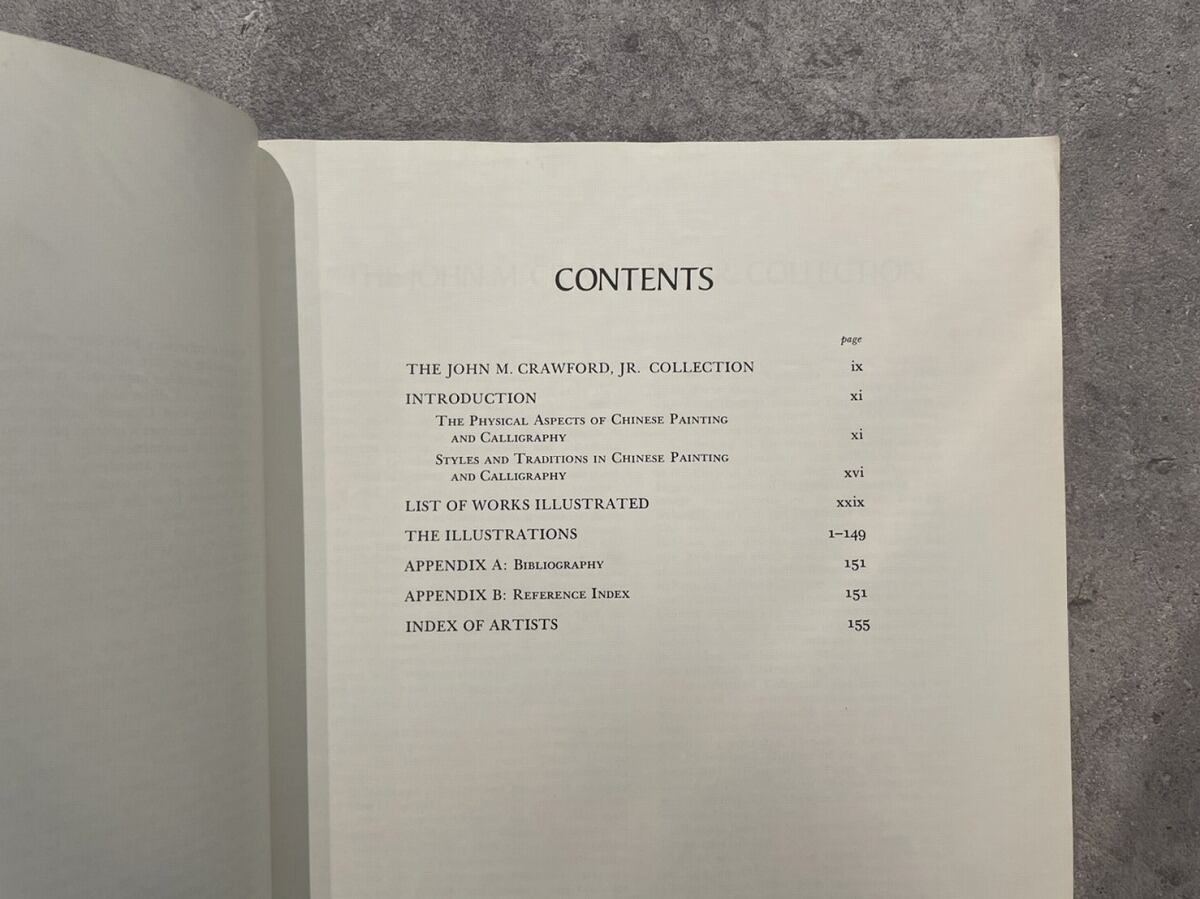 CONTENTS
page
THE JOHN M. CRAWFORD, JR. COLLECTION ix
INTRODUCTION xi
The Physical Aspects of Chinese Painting
and Calligraphy xi
Styles and Traditions in Chinese Painting
and Calligraphy xvi
LIST OF WORKS ILLUSTRATED xxix
THE ILLUSTRATIONS 1–149
APPENDIX A: Bibliography 151
APPENDIX B: Reference Index 151
INDEX OF ARTISTS 155